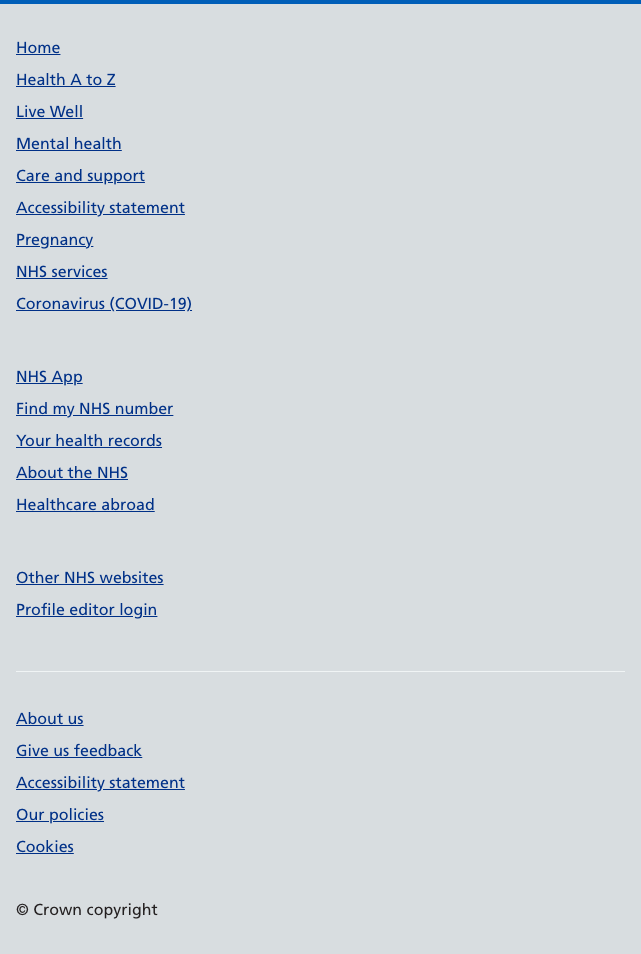 Home
Health A to Z
Live Well
Mental health
Care and support
Accessibility statement
Pregnancy
NHS services
Coronavirus (COVID-19)
NHS App
Find my NHS number
Your health records
About the NHS
Healthcare abroad
Other NHS websites
Profile editor login
About us
Give us feedback
Accessibility statement
Our policies
Cookies
© Crown copyright